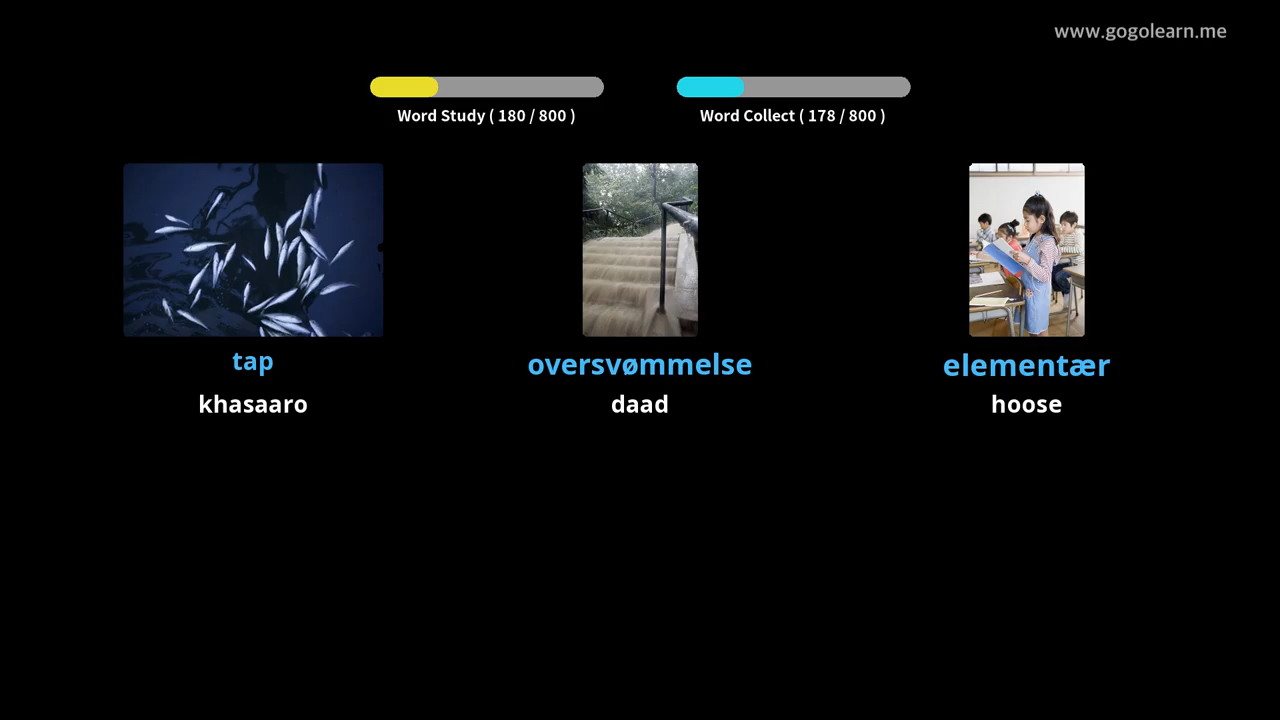 www.gogolearn.me
Word Study ( 180 / 800 )
Word Collect ( 178 / 800 )
tap
oversvømmelse
elementær
khasaaro
daad
hoose